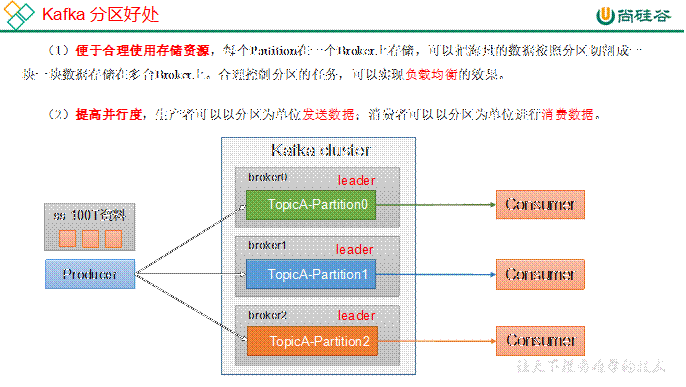 Kafka 分区好处
尚硅谷
（1）便于合理使用存储资源，每个Partition在一个Broker上存储，可以把海量的数据按照分区切割成一
块一块数据存储在多台Broker上。合理控制分区的任务，可以实现负载均衡的效果。
（2）提高并行度，生产者可以以分区为单位发送数据；消费者可以以分区为单位进行消费数据。
Kafka cluster
broker0
leader
TopicA-Partition0
Consumer
100T资料
Producer
broker1
leader
TopicA-Partition1
Consumer
broker2
leader
TopicA-Partition2
Consumer
让天下没有难学的技术